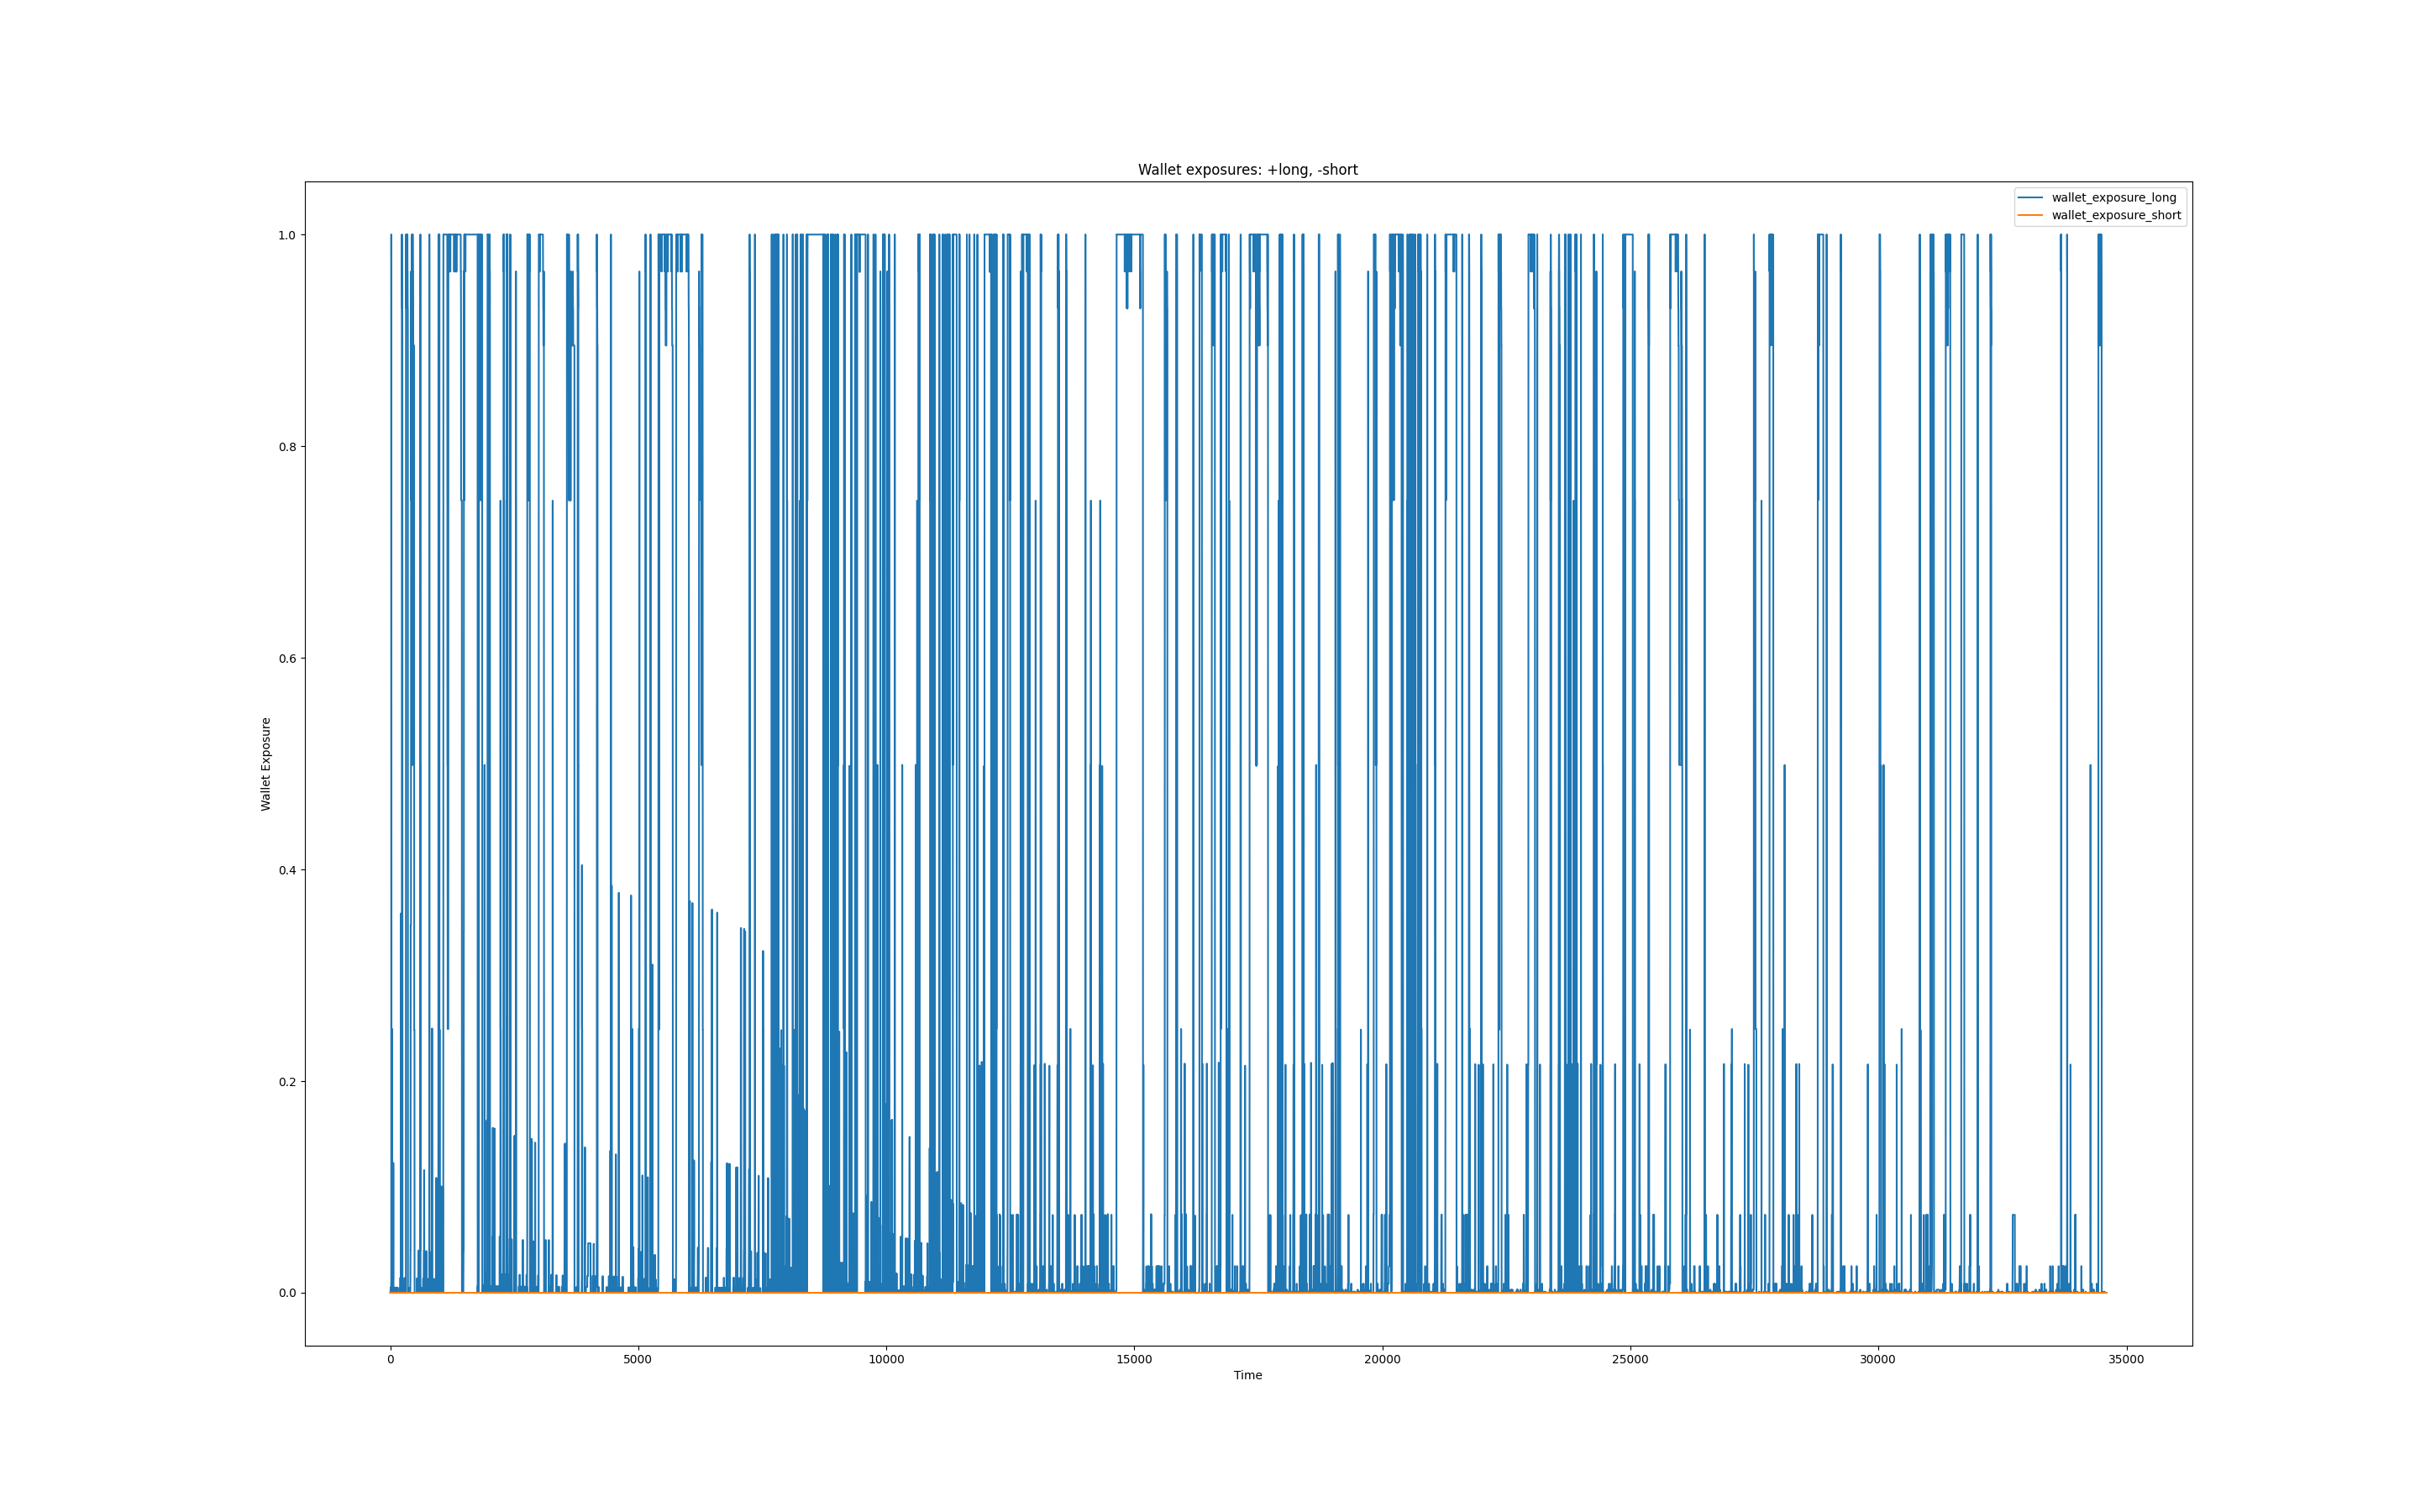 Wallet exposures: +long, -short
wallet_exposure_long
wallet_exposure_short
1.0
0.8
0.6
0.4
0.2
0.0
Wallet Exposure
0 5000 10000 15000 20000 25000 30000 35000
Time